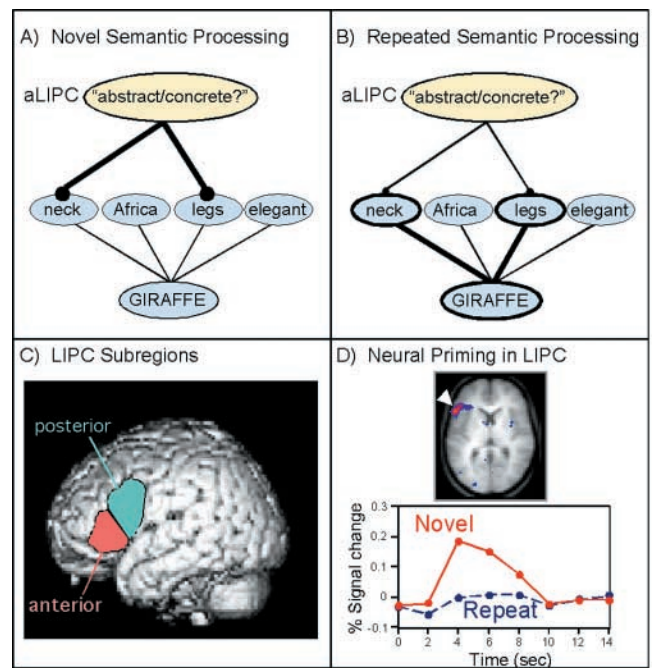 A) Novel Semantic Processing
aLIPC "abstract/concrete?"
neck Africa legs elegant
GIRAFFE
B) Repeated Semantic Processing
aLIPC "abstract/concrete?"
neck Africa legs elegant
GIRAFFE
C) LIPC Subregions
posterior
anterior
D) Neural Priming in LIPC
% Signal change
0.3
0.2
0.1
0
-0.1
Novel
Repeat
0 2 4 6 8 10 12 14
Time (sec)